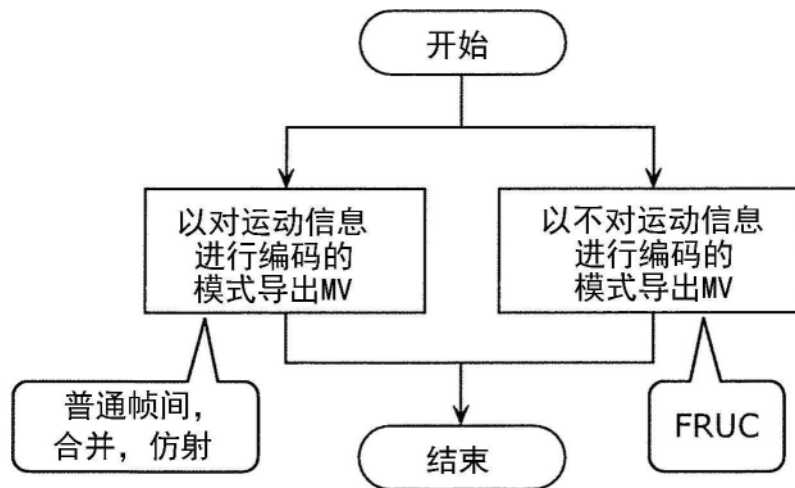 开始
以对运动信息
进行编码的
模式导出MV
以不对运动信息
进行编码的
模式导出MV
普通帧间，
合并，仿射
FRUC
结束